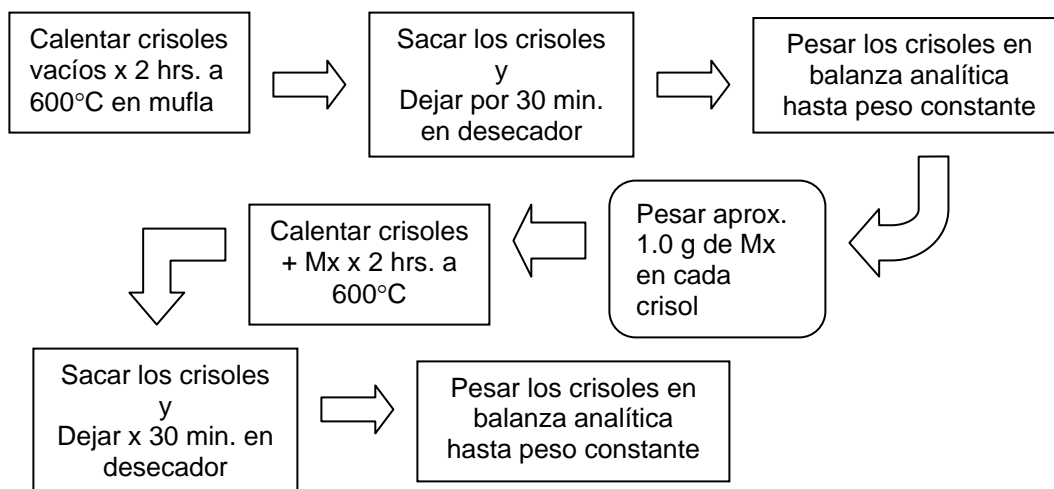 Calentar crisoles
vacíos x 2 hrs. a
600°C en mufla
Sacar los crisoles
y
Dejar por 30 min.
en desecador
Pesar los crisoles en
balanza analítica
hasta peso constante
Pesar aprox.
1.0 g de Mx
en cada
crisol
Calentar crisoles
+ Mx x 2 hrs. a
600°C
Sacar los crisoles
y
Dejar x 30 min. en
desecador
Pesar los crisoles en
balanza analítica
hasta peso constante